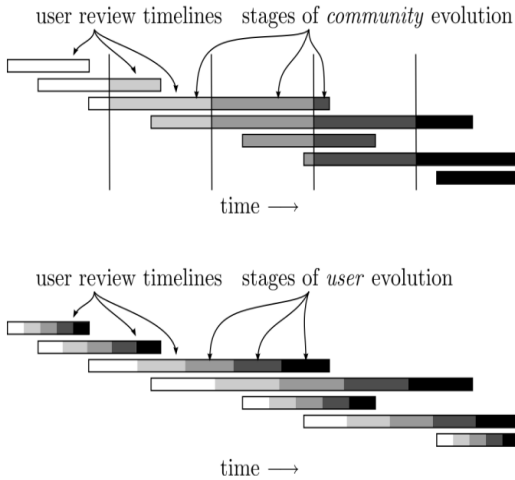 user review timelines stages of community evolution
time ⟶
user review timelines stages of user evolution
time ⟶